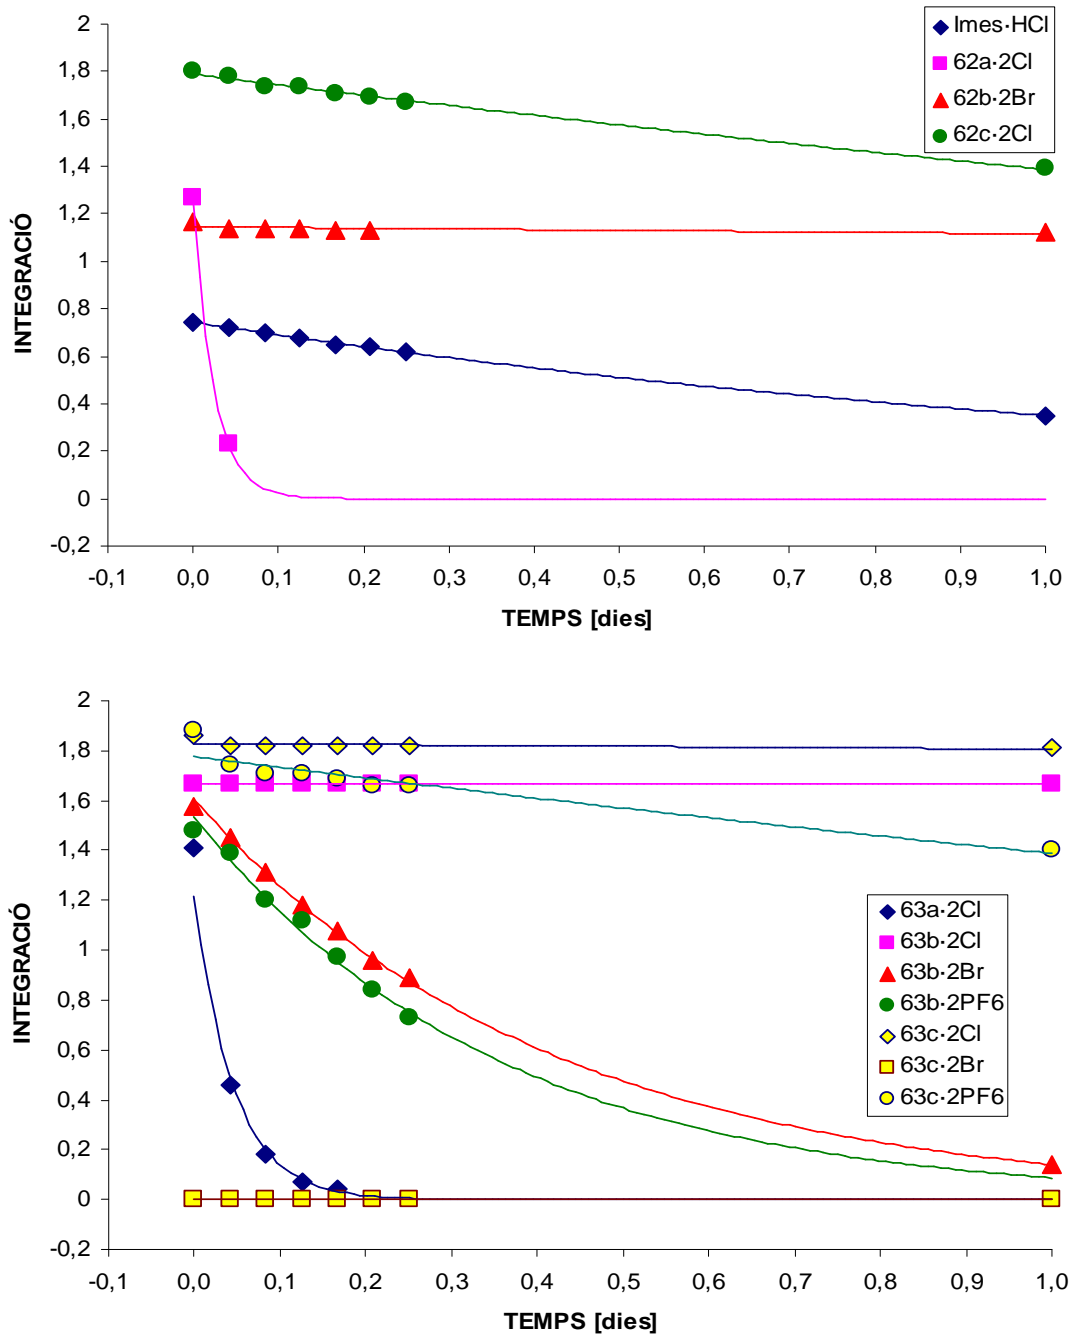 2
1,8
1,6
1,4
1,2
1
0,8
0,6
0,4
0,2
0
-0,2
INTEGRACIÓ
-0,1 0,0 0,1 0,2 0,3 0,4 0,5 0,6 0,7 0,8 0,9 1,0
TEMPS [dies]
Imes·HCl
62a·2Cl
62b·2Br
62c·2Cl
2
1,8
1,6
1,4
1,2
1
0,8
0,6
0,4
0,2
0
-0,2
INTEGRACIÓ
-0,1 0,0 0,1 0,2 0,3 0,4 0,5 0,6 0,7 0,8 0,9 1,0
TEMPS [dies]
63a·2Cl
63b·2Cl
63b·2Br
63b·2PF6
63c·2Cl
63c·2Br
63c·2PF6